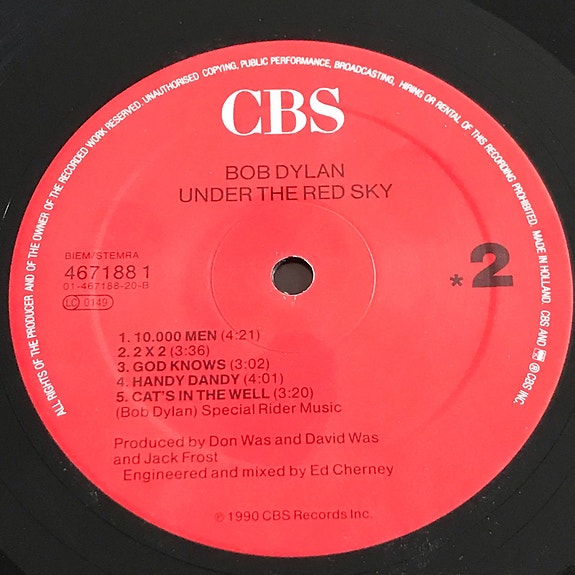 ALL RIGHTS OF THE PRODUCER AND OF THE OWNER OF THE RECORDED WORK RESERVED. UNAUTHORISED COPYING, PUBLIC PERFORMANCE, BROADCASTING, HIRING OR RENTAL OF THIS RECORDING PROHIBITED. MADE IN HOLLAND. CBS AND ℗ CBS INC.
CBS
BOB DYLAN
UNDER THE RED SKY
BIEM/STEMRA
467188 1
01-467188-20-B
LC 0149
*2
1. 10.000 MEN (4:21)
2. 2 X 2 (3:36)
3. GOD KNOWS (3:02)
4. HANDY DANDY (4:01)
5. CAT'S IN THE WELL (3:20)
(Bob Dylan) Special Rider Music
Produced by Don Was and David Was
and Jack Frost
Engineered and mixed by Ed Cherney
℗ 1990 CBS Records Inc.